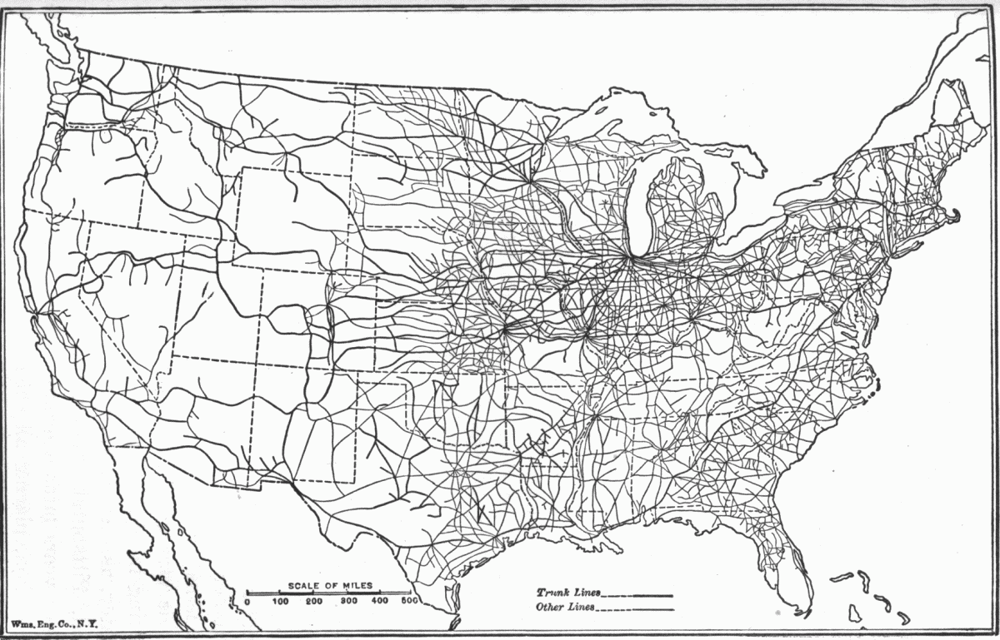 SCALE OF MILES
0 100 200 300 400 500
Trunk Lines
Other Lines
Wms. Eng. Co., N.Y.